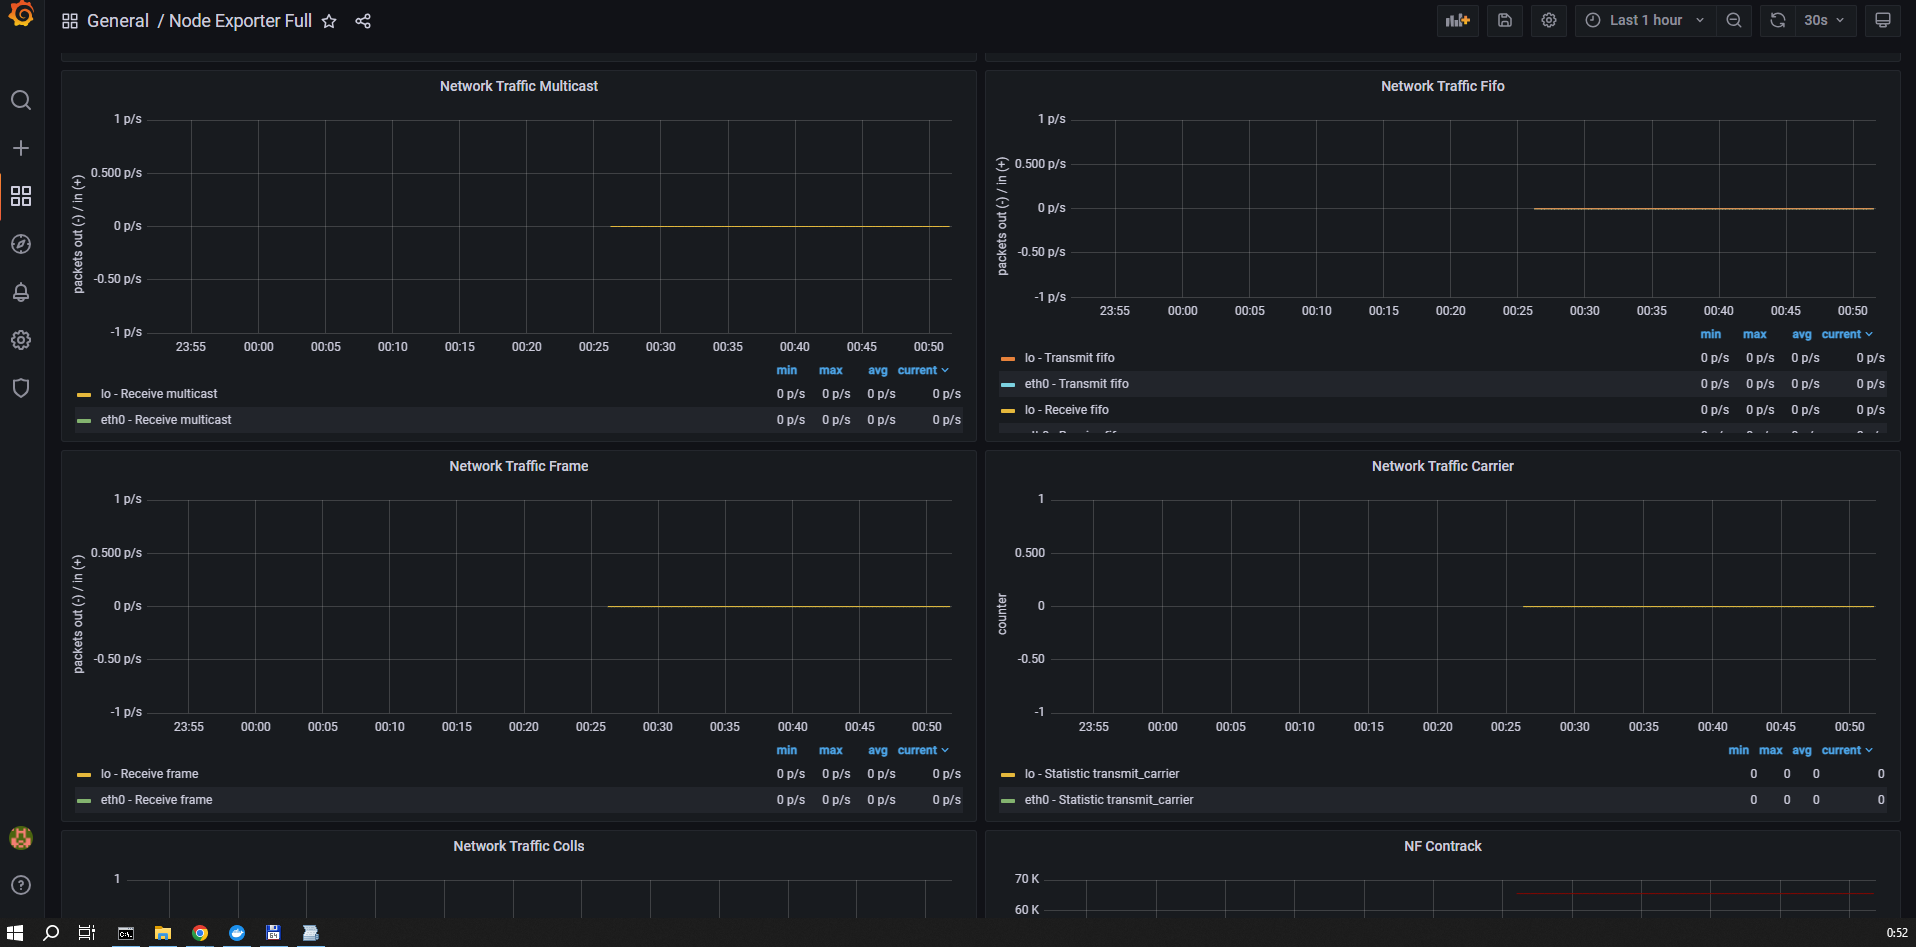 General / Node Exporter Full
Last 1 hour
30s
Network Traffic Multicast
packets out (-) / in (+)
1 p/s
0.500 p/s
0 p/s
-0.50 p/s
-1 p/s
23:55 00:00 00:05 00:10 00:15 00:20 00:25 00:30 00:35 00:40 00:45 00:50
min max avg current
lo - Receive multicast 0 p/s 0 p/s 0 p/s 0 p/s
eth0 - Receive multicast 0 p/s 0 p/s 0 p/s 0 p/s
Network Traffic Fifo
packets out (-) / in (+)
1 p/s
0.500 p/s
0 p/s
-0.50 p/s
-1 p/s
23:55 00:00 00:05 00:10 00:15 00:20 00:25 00:30 00:35 00:40 00:45 00:50
min max avg current
lo - Transmit fifo 0 p/s 0 p/s 0 p/s 0 p/s
eth0 - Transmit fifo 0 p/s 0 p/s 0 p/s 0 p/s
lo - Receive fifo 0 p/s 0 p/s 0 p/s 0 p/s
Network Traffic Frame
packets out (-) / in (+)
1 p/s
0.500 p/s
0 p/s
-0.50 p/s
-1 p/s
23:55 00:00 00:05 00:10 00:15 00:20 00:25 00:30 00:35 00:40 00:45 00:50
min max avg current
lo - Receive frame 0 p/s 0 p/s 0 p/s 0 p/s
eth0 - Receive frame 0 p/s 0 p/s 0 p/s 0 p/s
Network Traffic Carrier
counter
1
0.500
0
-0.50
-1
23:55 00:00 00:05 00:10 00:15 00:20 00:25 00:30 00:35 00:40 00:45 00:50
min max avg current
lo - Statistic transmit_carrier 0 0 0 0
eth0 - Statistic transmit_carrier 0 0 0 0
Network Traffic Colls
1
NF Contrack
70 K
60 K
0:52